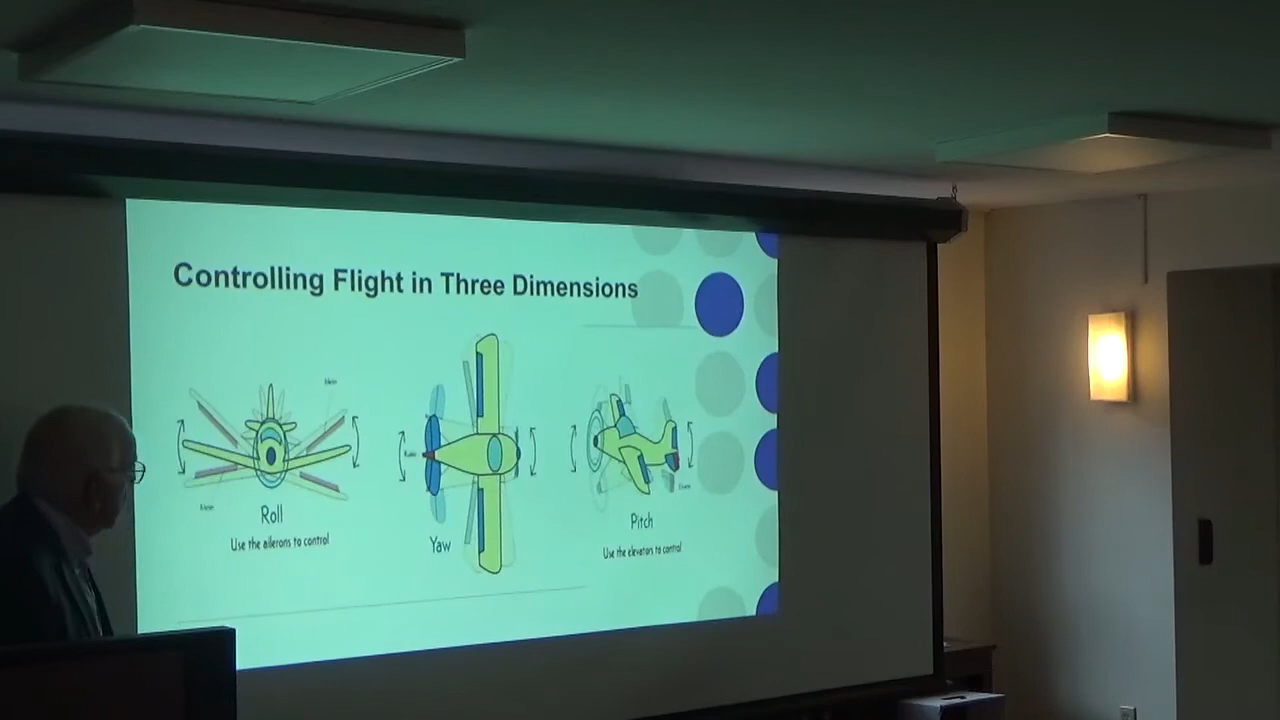 Controlling Flight in Three Dimensions
Roll
Use the ailerons to control
Yaw
Pitch
Use the elevators to control